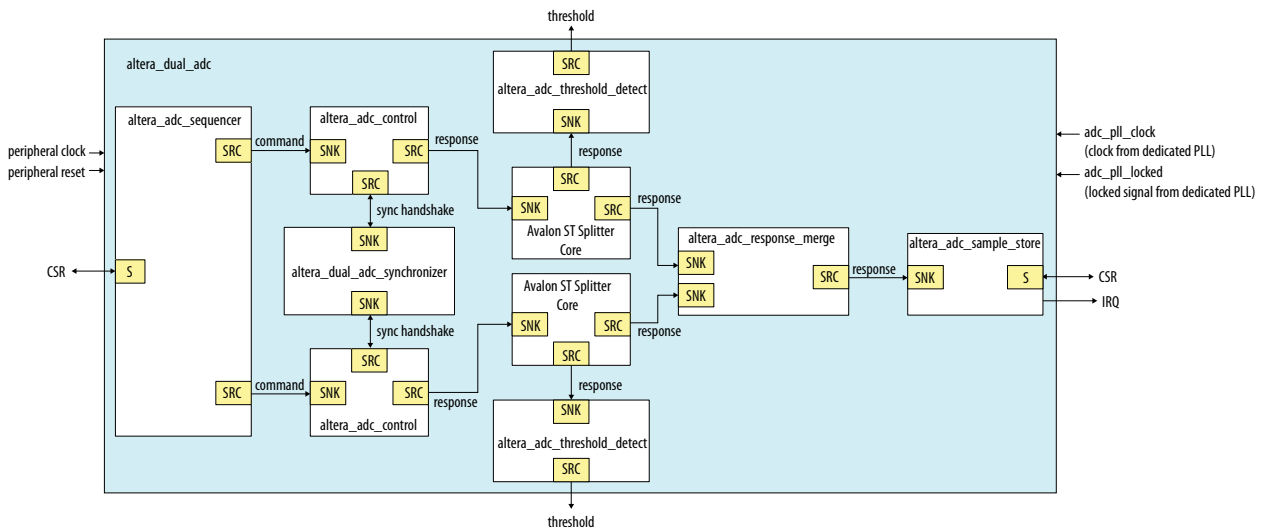 threshold
altera_dual_adc
SRC
altera_adc_threshold_detect
SNK
altera_adc_sequencer
altera_adc_control
SRC
command
SNK
SRC
response
response
adc_pll_clock
(clock from dedicated PLL)
peripheral clock
peripheral reset
adc_pll_locked
(locked signal from dedicated PLL)
SRC
SRC
sync handshake
SNK
SRC
response
Avalon ST Splitter
Core
SNK
altera_dual_adc_synchronizer
SNK
altera_adc_response_merge
altera_adc_sample_store
CSR
S
SNK
SRC
response
SNK
S
CSR
SNK
IRQ
Avalon ST Splitter
Core
SNK
SRC
response
SRC
sync handshake
SRC
response
SRC
command
SNK
SRC
response
altera_adc_control
SNK
altera_adc_threshold_detect
SRC
threshold